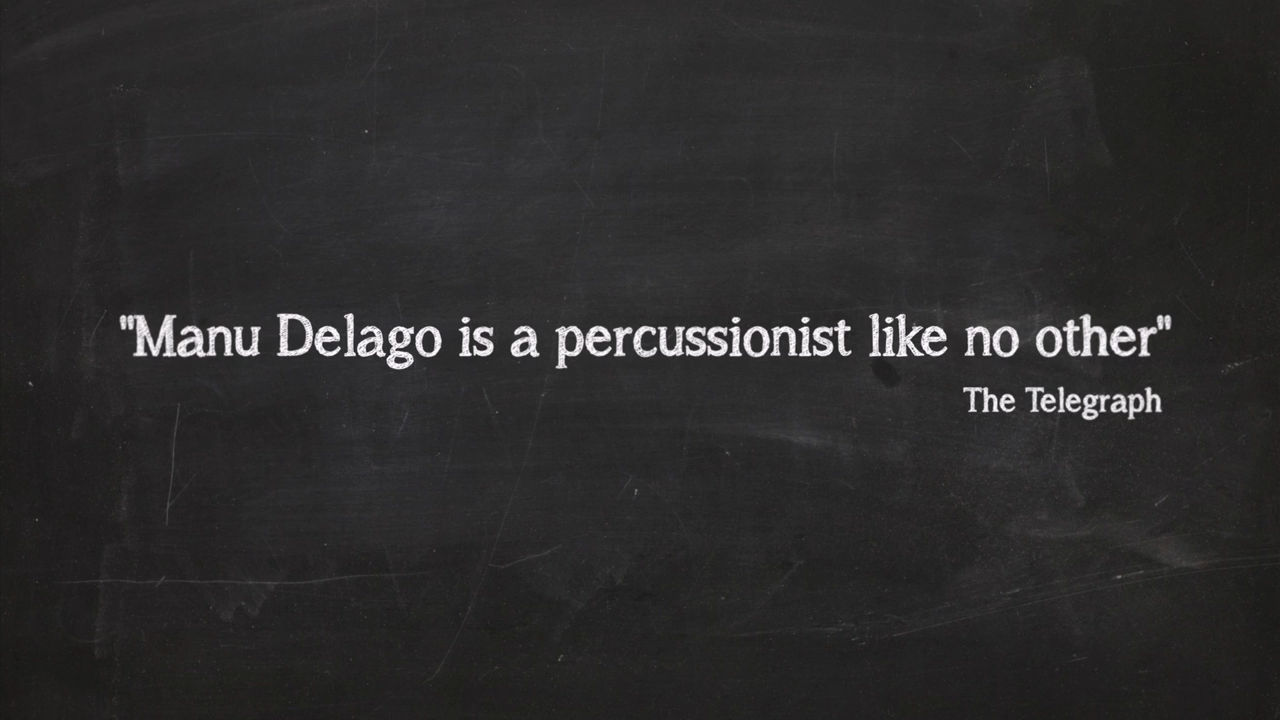 "Manu Delago is a percussionist like no other"
The Telegraph